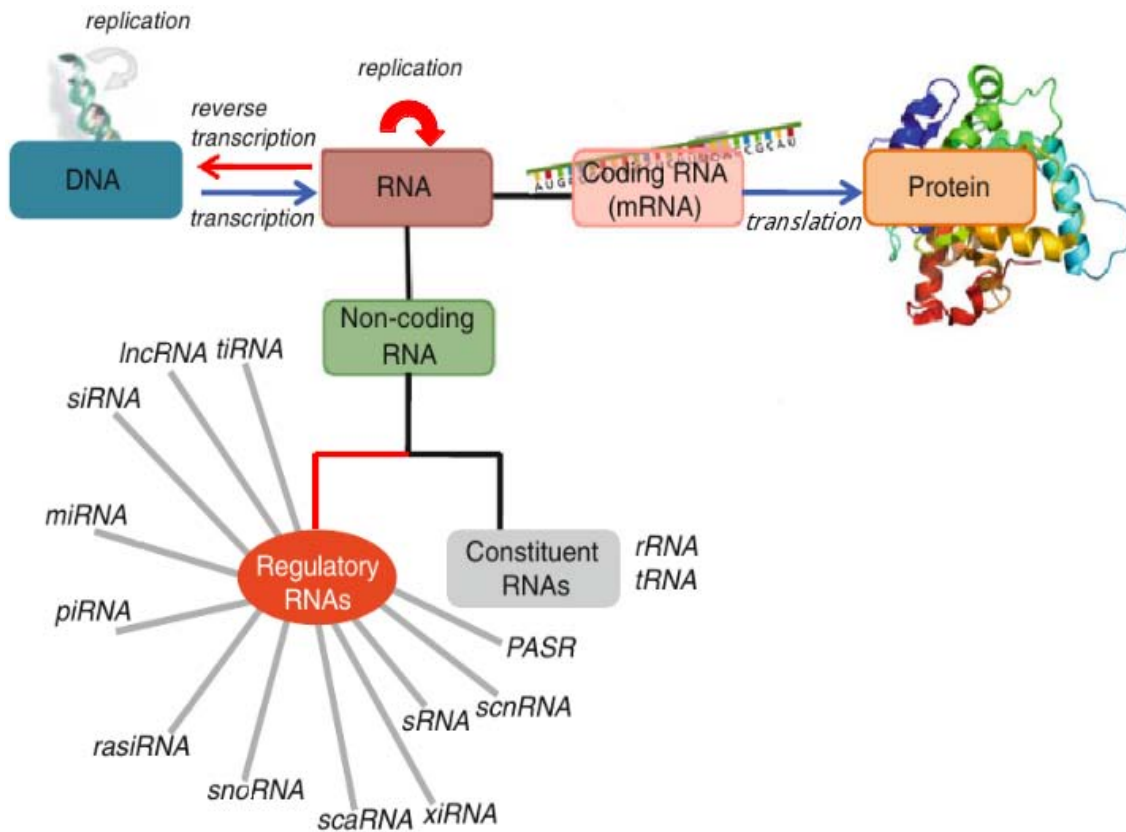 replication
replication
reverse
transcription
DNA
RNA
Coding RNA
(mRNA)
Protein
transcription
translation
Non-coding
RNA
lncRNA
tiRNA
siRNA
miRNA
piRNA
rasiRNA
snoRNA
scaRNA
xiRNA
sRNA
scnRNA
PASR
Regulatory
RNAs
Constituent
RNAs
rRNA
tRNA